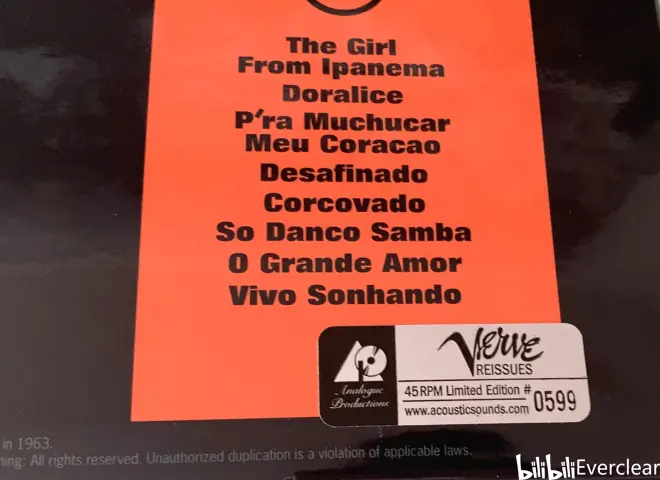 The Girl
From Ipanema
Doralice
P'ra Muchucar
Meu Coracao
Desafinado
Corcovado
So Danco Samba
O Grande Amor
Vivo Sonhando
AP
Analogue
Productions
Verve
REISSUES
45RPM Limited Edition #
www.acousticsounds.com
0599
in 1963.
ning: All rights reserved. Unauthorized duplication is a violation of applicable laws.
bilibili Everclear